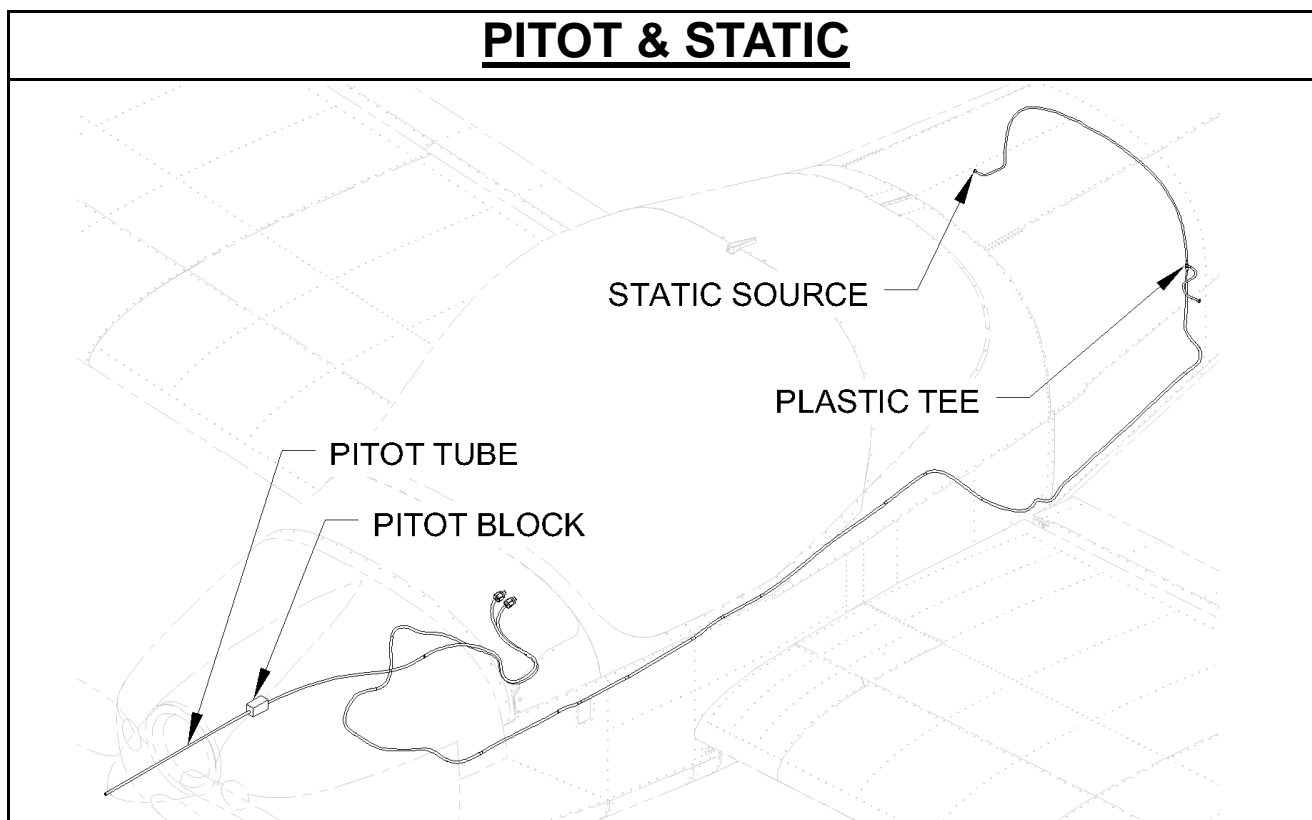 PITOT & STATIC
STATIC SOURCE
PLASTIC TEE
PITOT TUBE
PITOT BLOCK